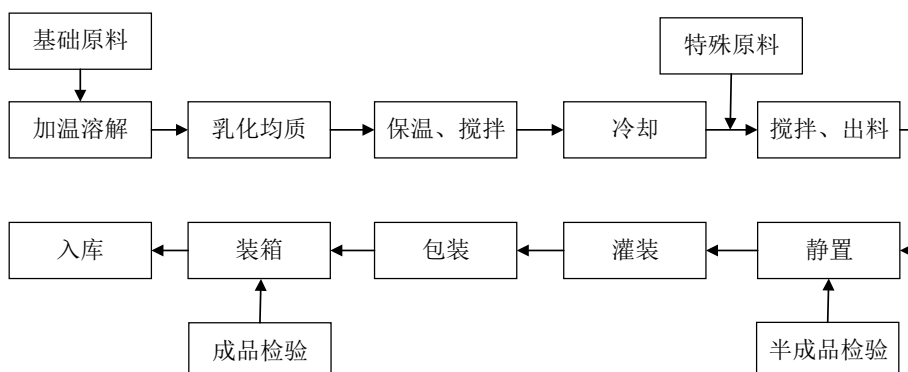 基础原料
特殊原料
加温溶解
乳化均质
保温、搅拌
冷却
搅拌、出料
入库
装箱
包装
灌装
静置
成品检验
半成品检验